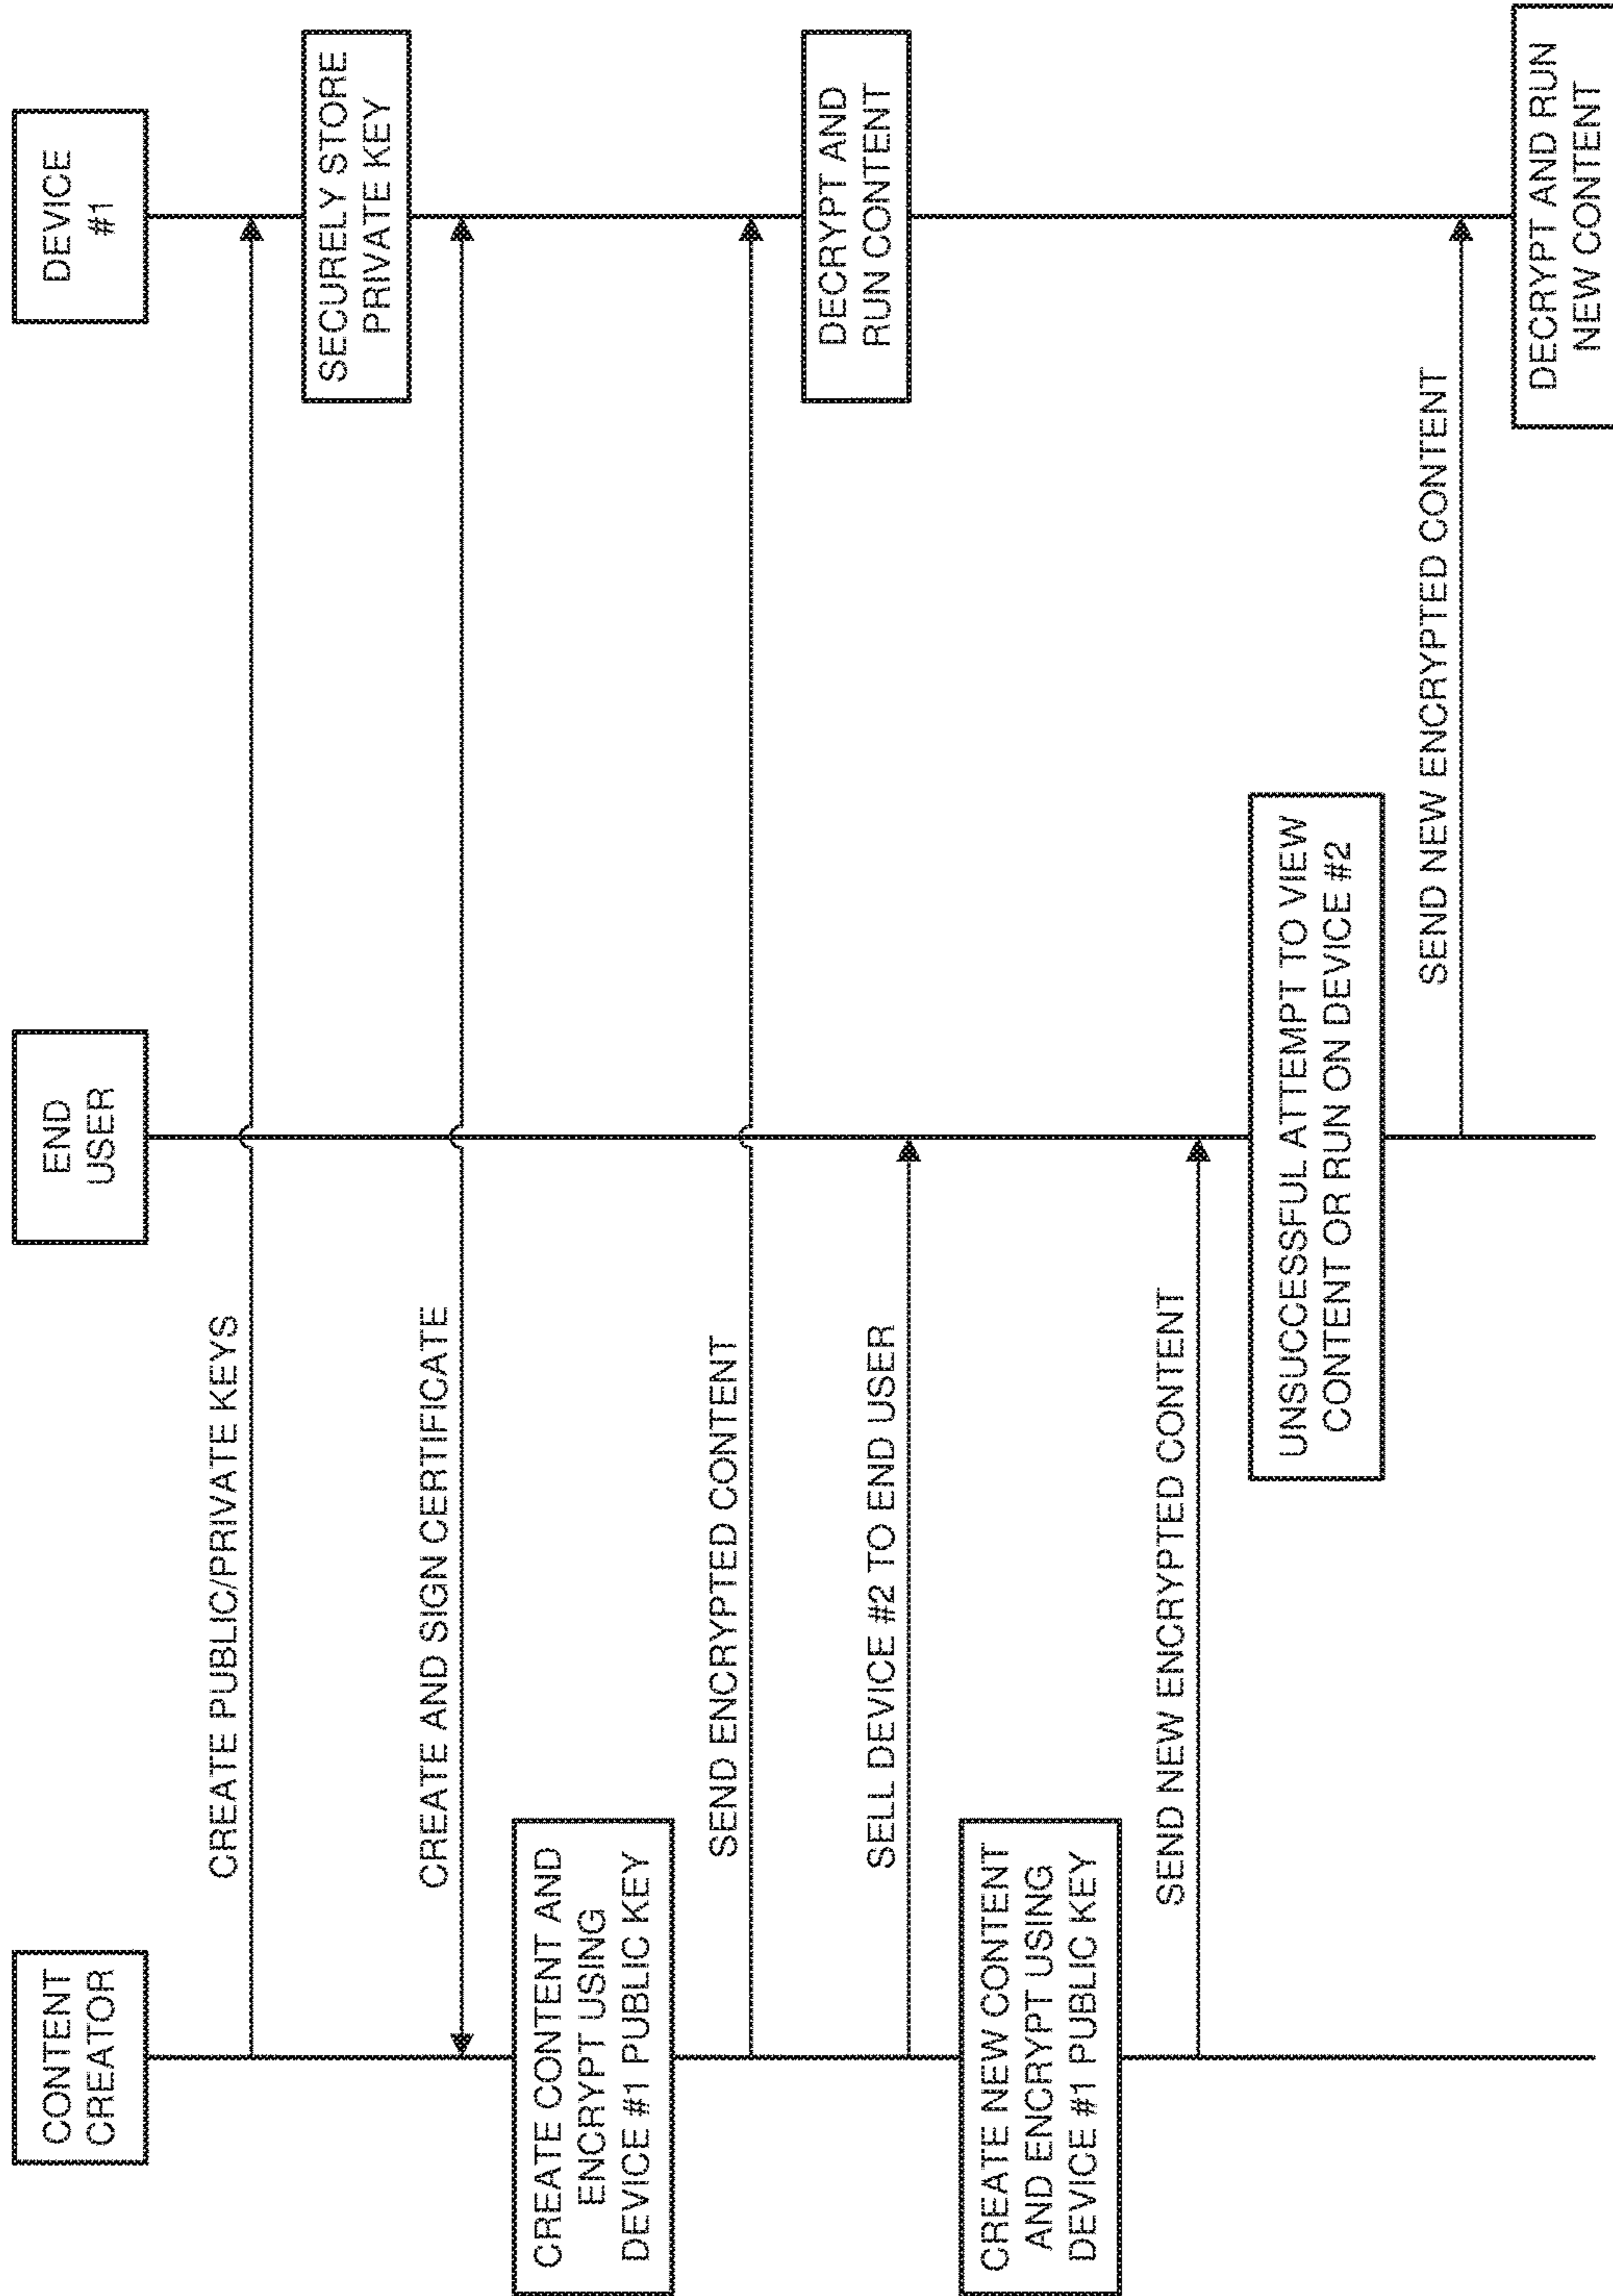 CONTENT
CREATOR
END
USER
DEVICE
#1
CREATE PUBLIC/PRIVATE KEYS
SECURELY STORE
PRIVATE KEY
CREATE AND SIGN CERTIFICATE
CREATE CONTENT AND
ENCRYPT USING
DEVICE #1 PUBLIC KEY
SEND ENCRYPTED CONTENT
DECRYPT AND
RUN CONTENT
SELL DEVICE #2 TO END USER
CREATE NEW CONTENT
AND ENCRYPT USING
DEVICE #1 PUBLIC KEY
SEND NEW ENCRYPTED CONTENT
UNSUCCESSFUL ATTEMPT TO VIEW
CONTENT OR RUN ON DEVICE #2
SEND NEW ENCRYPTED CONTENT
DECRYPT AND RUN
NEW CONTENT